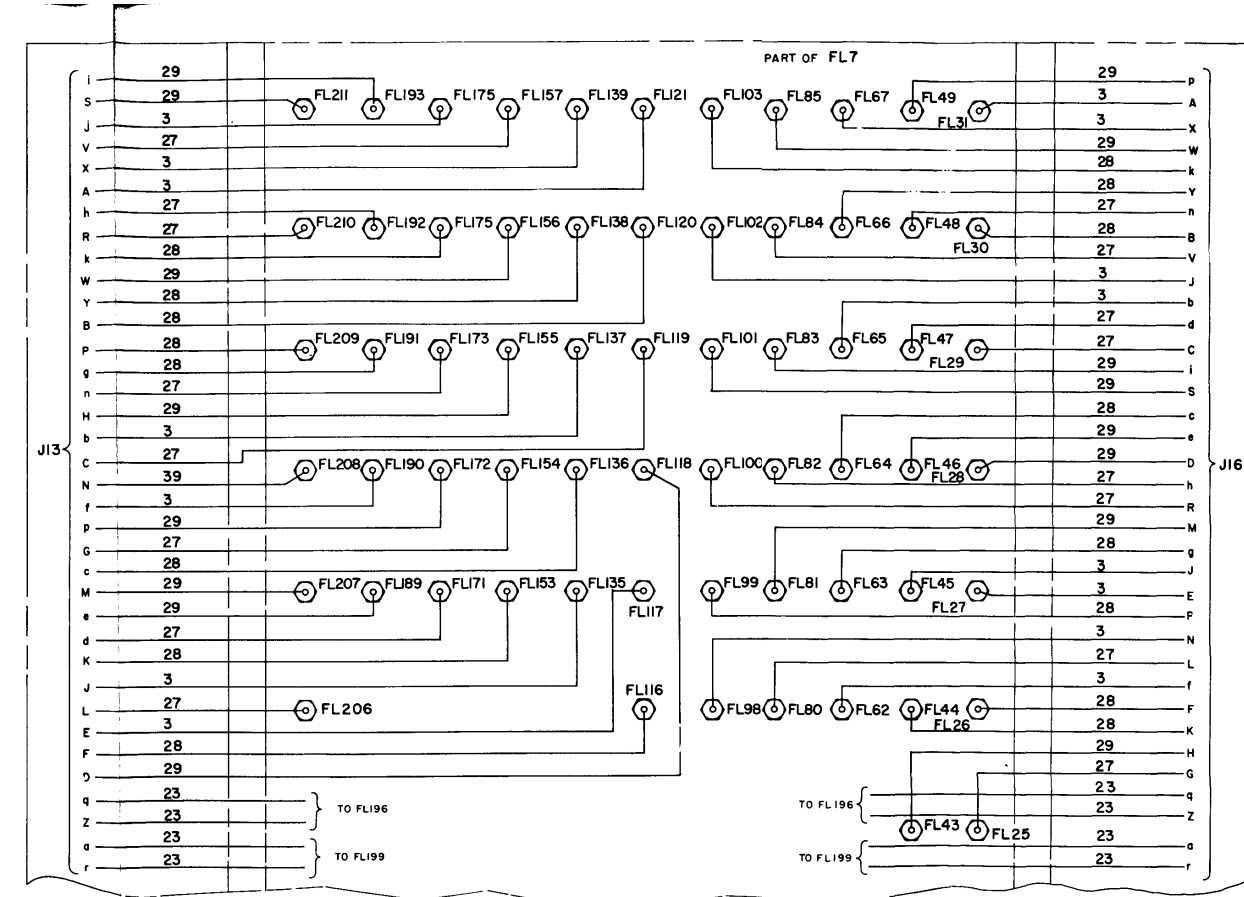 PART OF FL7
J13
i 29
S 29
j 3
V 27
X 3
A 3
h 27
R 27
k 28
W 29
Y 28
B 28
P 28
g 28
n 27
H 29
b 3
C 27
N 39
f 3
p 29
G 27
c 28
M 29
e 29
d 27
K 28
J 3
L 27
E 3
F 28
D 29
q 23
Z 23
TO FL196
a 23
r 23
TO FL199
FL211 FL193 FL175 FL157 FL139 FL121 FL103 FL85 FL67 FL49
FL31
FL210 FL192 FL175 FL156 FL138 FL120 FL102 FL84 FL66 FL48
FL30
FL209 FL191 FL173 FL155 FL137 FL119 FL101 FL83 FL65 FL47
FL29
FL208 FL190 FL172 FL154 FL136 FL118 FL100 FL82 FL64 FL46
FL28
FL207 FL189 FL171 FL153 FL135 FL99 FL81 FL63 FL45
FL117 FL27
FL116
FL206 FL98 FL80 FL62 FL44
FL26
FL43 FL25
29 p
3 A
3 X
29 W
28 k
28 Y
27 n
28 B
27 V
3 J
3 b
27 d
27 C
29 i
29 S
28 c
29 e
29 D
27 h
27 R
29 M
28 g
3 J
3 E
28 P
3 N
27 L
3 f
28 F
28 K
29 H
27 G
23 q
23 Z
TO FL196
23 a
23 r
TO FL199
J16